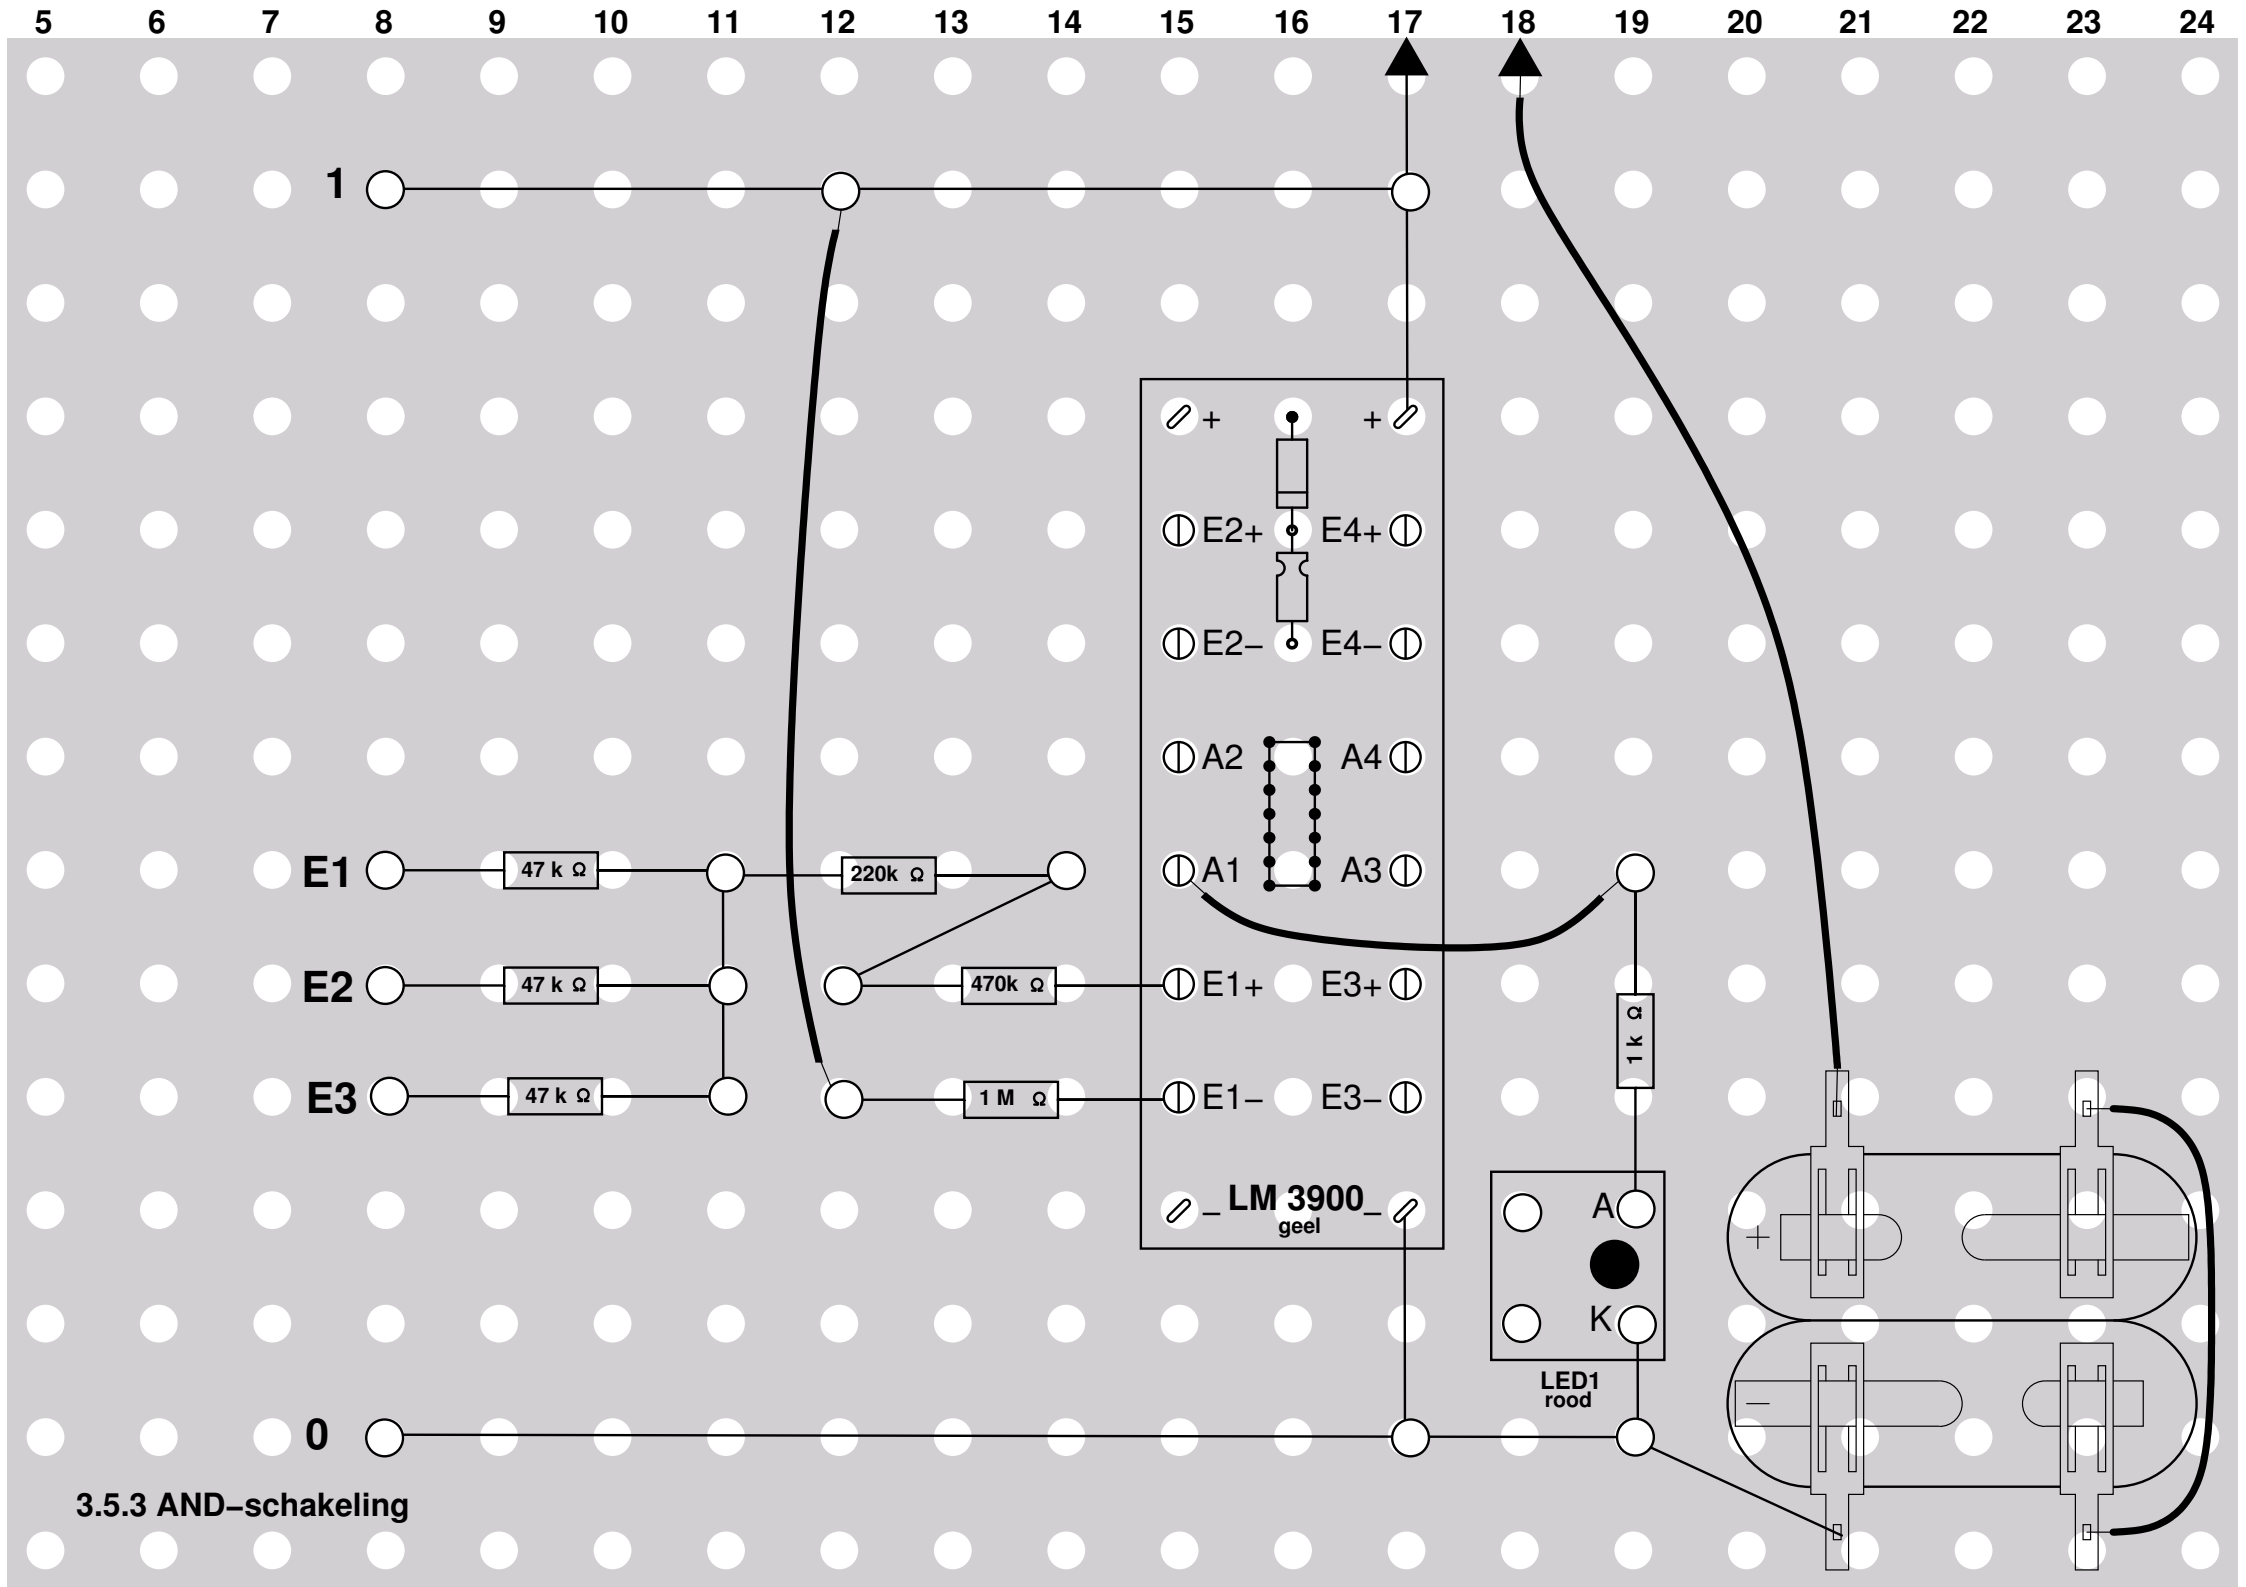 5 6 7 8 9 10 11 12 13 14 15 16 17 18 19 20 21 22 23 24
1
+ +
E2+ E4+
E2− E4−
A2 A4
E1 47 k Ω 220k Ω A1 A3
E2 47 k Ω 470k Ω E1+ E3+
1 k Ω
E3 47 k Ω 1 M Ω E1− E3−
− LM 3900 − A
geel
+
K
LED1
rood
−
0
3.5.3 AND−schakeling